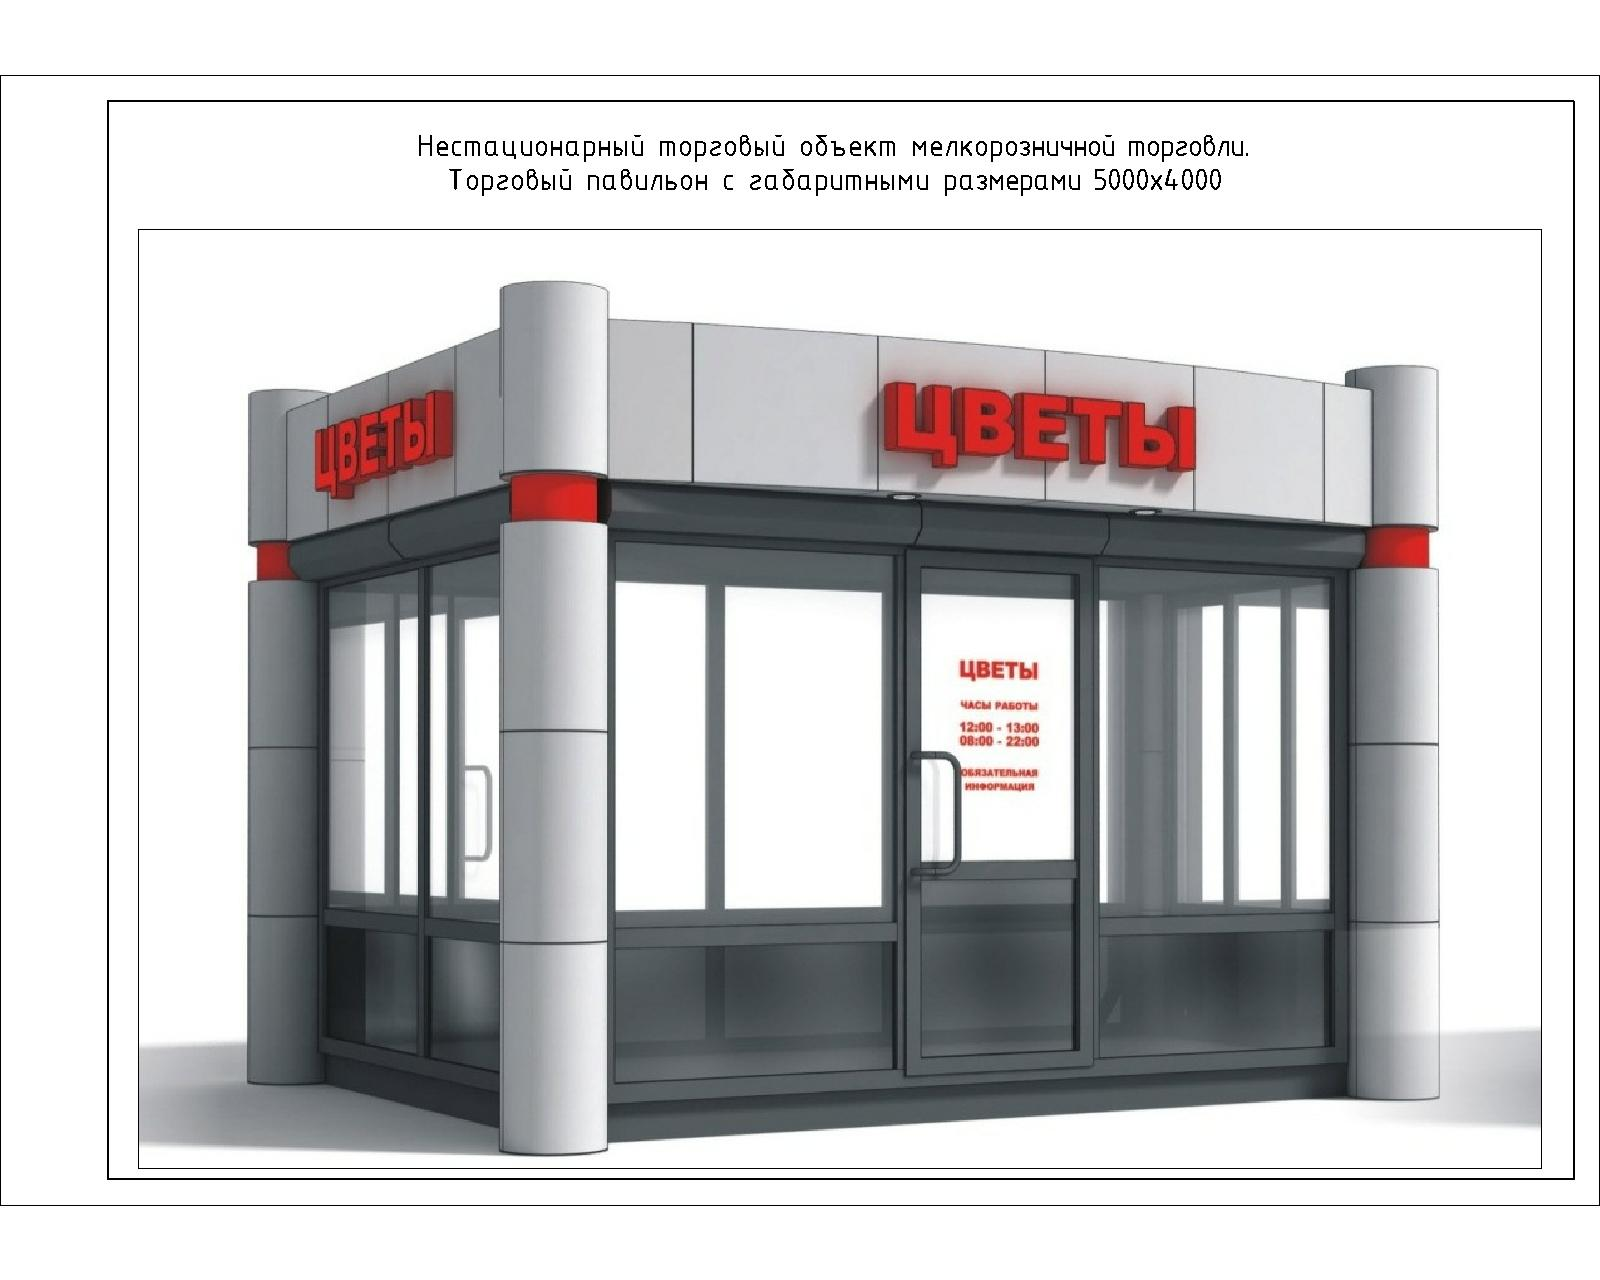 Нестационарный торговый объект мелкорозничной торговли.
Торговый павильон с габаритными размерами 5000х4000
ЦВЕТЫ
ЦВЕТЫ
ЦВЕТЫ
ЧАСЫ РАБОТЫ
12:00 - 13:00
08:00 - 22:00
ОБЯЗАТЕЛЬНАЯ
ИНФОРМАЦИЯ